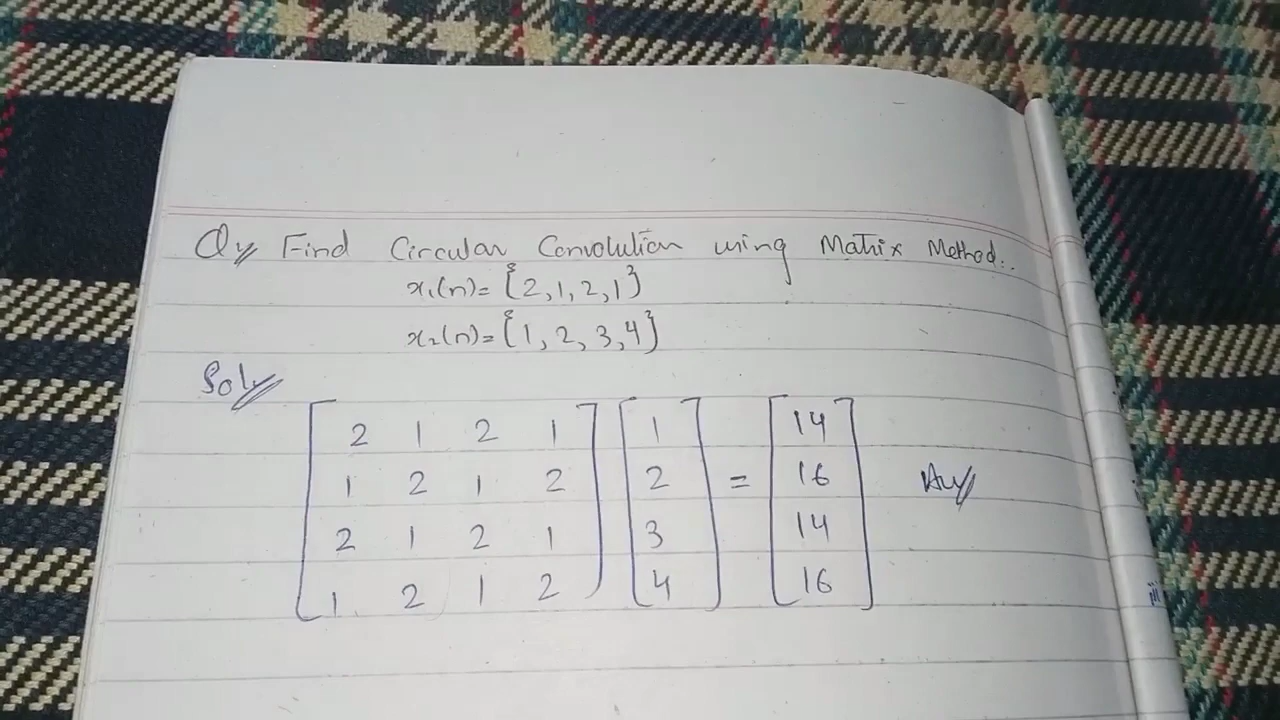 Q Find Circular Convolution using Matrix Method.
x₁(n) = {2, 1, 2, 1}
x₂(n) = {1, 2, 3, 4}
Sol
2 1 2 1 1 14
1 2 1 2 2 = 16 Ans
2 1 2 1 3 14
1 2 1 2 4 16